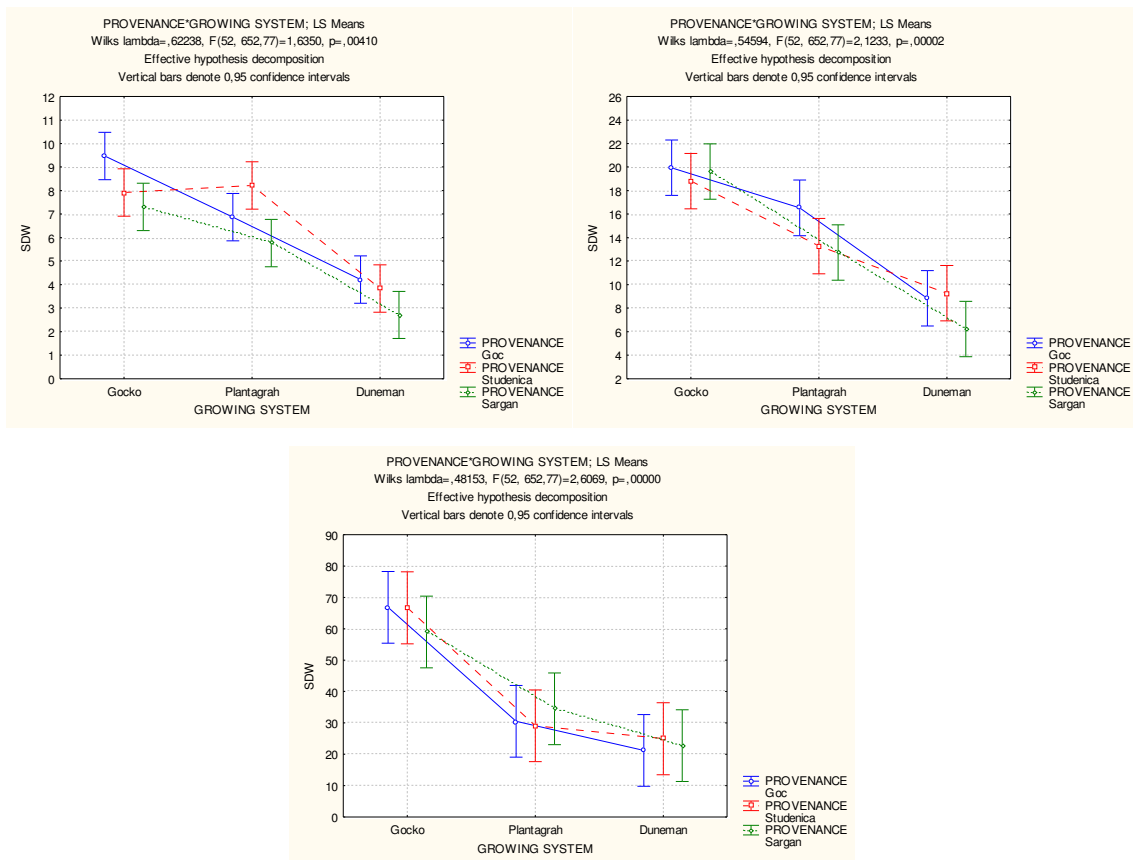 PROVENANCE*GROWING SYSTEM; LS Means
Wilks lambda=,62238, F(52, 652,77)=1,6350, p=,00410
Effective hypothesis decomposition
Vertical bars denote 0,95 confidence intervals
12
11
10
9
8
7
6
5
4
3
2
1
0
SDW
Gocko Plantagrah Duneman
GROWING SYSTEM
PROVENANCE
Goc
PROVENANCE
Studenica
PROVENANCE
Sargan
PROVENANCE*GROWING SYSTEM; LS Means
Wilks lambda=,54594, F(52, 652,77)=2,1233, p=,00002
Effective hypothesis decomposition
Vertical bars denote 0,95 confidence intervals
26
24
22
20
18
16
14
12
10
8
6
4
2
SDW
Gocko Plantagrah Duneman
GROWING SYSTEM
PROVENANCE
Goc
PROVENANCE
Studenica
PROVENANCE
Sargan
PROVENANCE*GROWING SYSTEM; LS Means
Wilks lambda=,48153, F(52, 652,77)=2,6069, p=,00000
Effective hypothesis decomposition
Vertical bars denote 0,95 confidence intervals
90
80
70
60
50
40
30
20
10
0
SDW
Gocko Plantagrah Duneman
GROWING SYSTEM
PROVENANCE
Goc
PROVENANCE
Studenica
PROVENANCE
Sargan